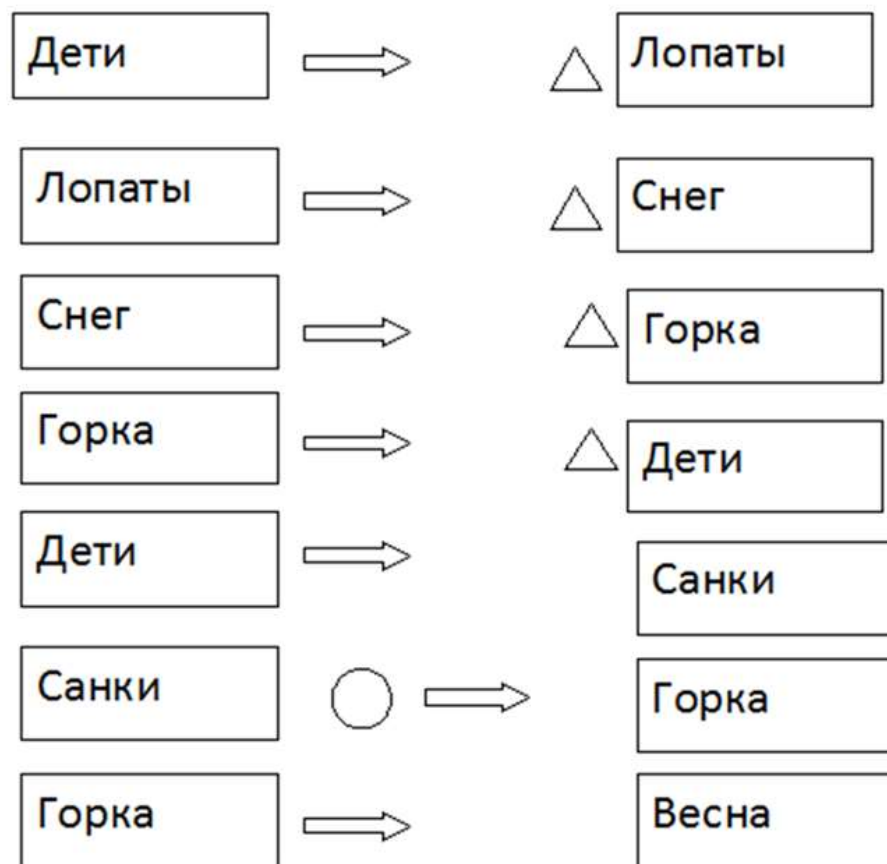 Дети Лопаты
Лопаты Снег
Снег Горка
Горка Дети
Дети Санки
Санки Горка
Горка Весна